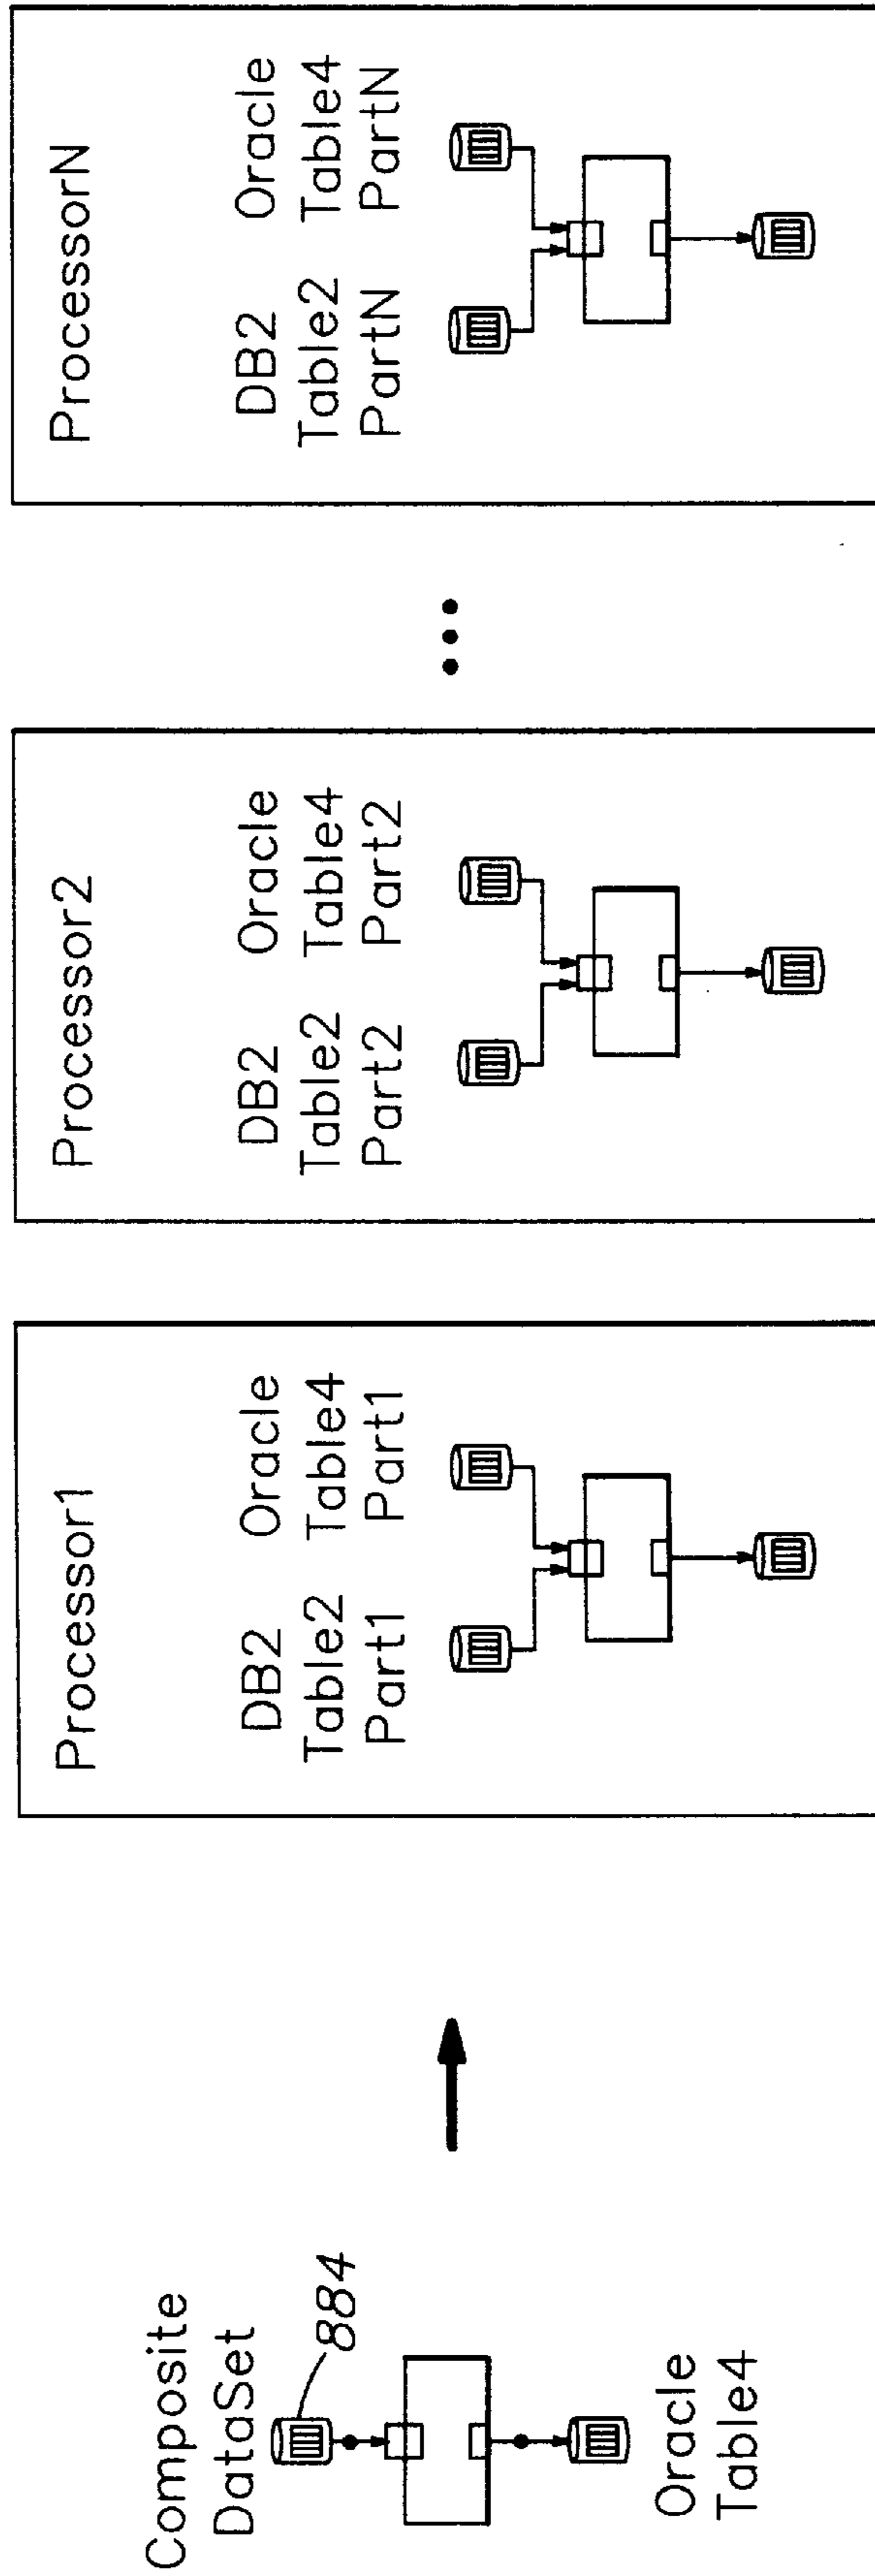 Composite
DataSet
884
Oracle
Table4
Processor1
DB2 Oracle
Table2 Table4
Part1 Part1
Processor2
DB2 Oracle
Table2 Table4
Part2 Part2
ProcessorN
DB2 Oracle
Table2 Table4
PartN PartN